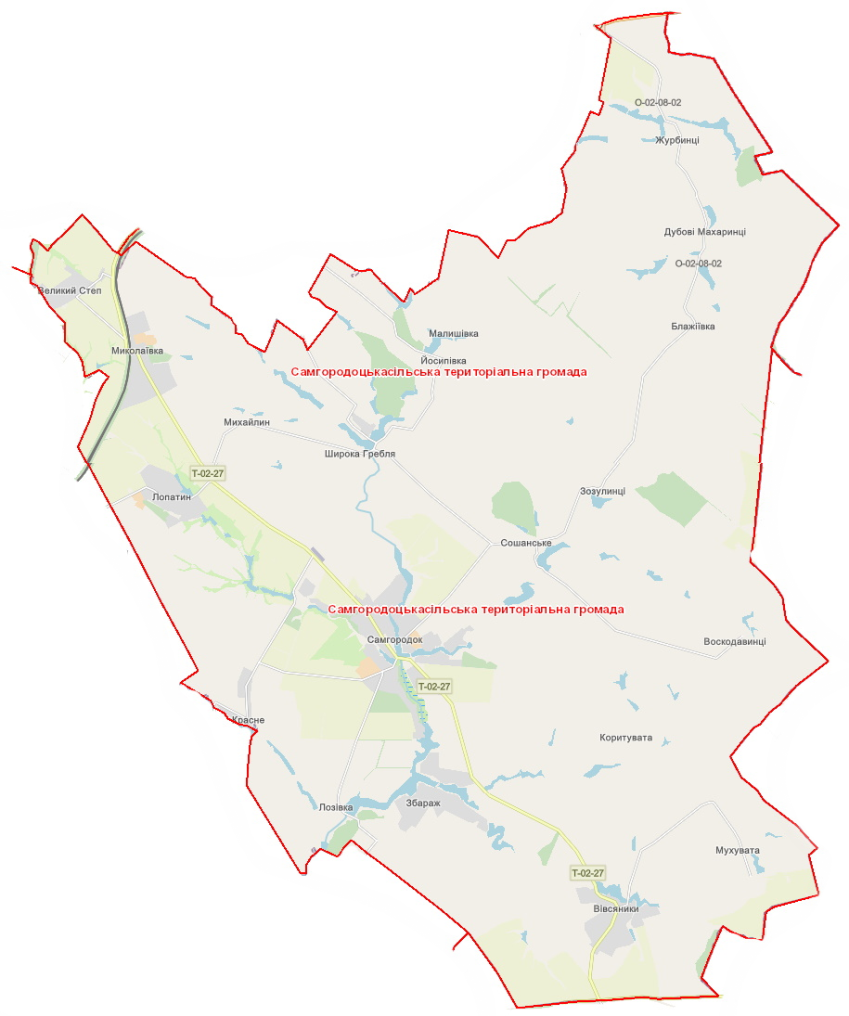 О-02-08-02
Журбинці
Дубові Махаринці
О-02-08-02
Великий Степ
Блажіївка
Малишівка
Миколаївка
Йосипівка
Самгородоцькасільська територіальна громада
Михайлин
Широка Гребля
Т-02-27
Зозулинці
Лопатин
Сошанське
Самгородоцькасільська територіальна громада
Самгородок
Воскодавинці
Т-02-27
Красне
Коритувата
Збараж
Лозівка
Мухувата
Т-02-27
Вівсяники